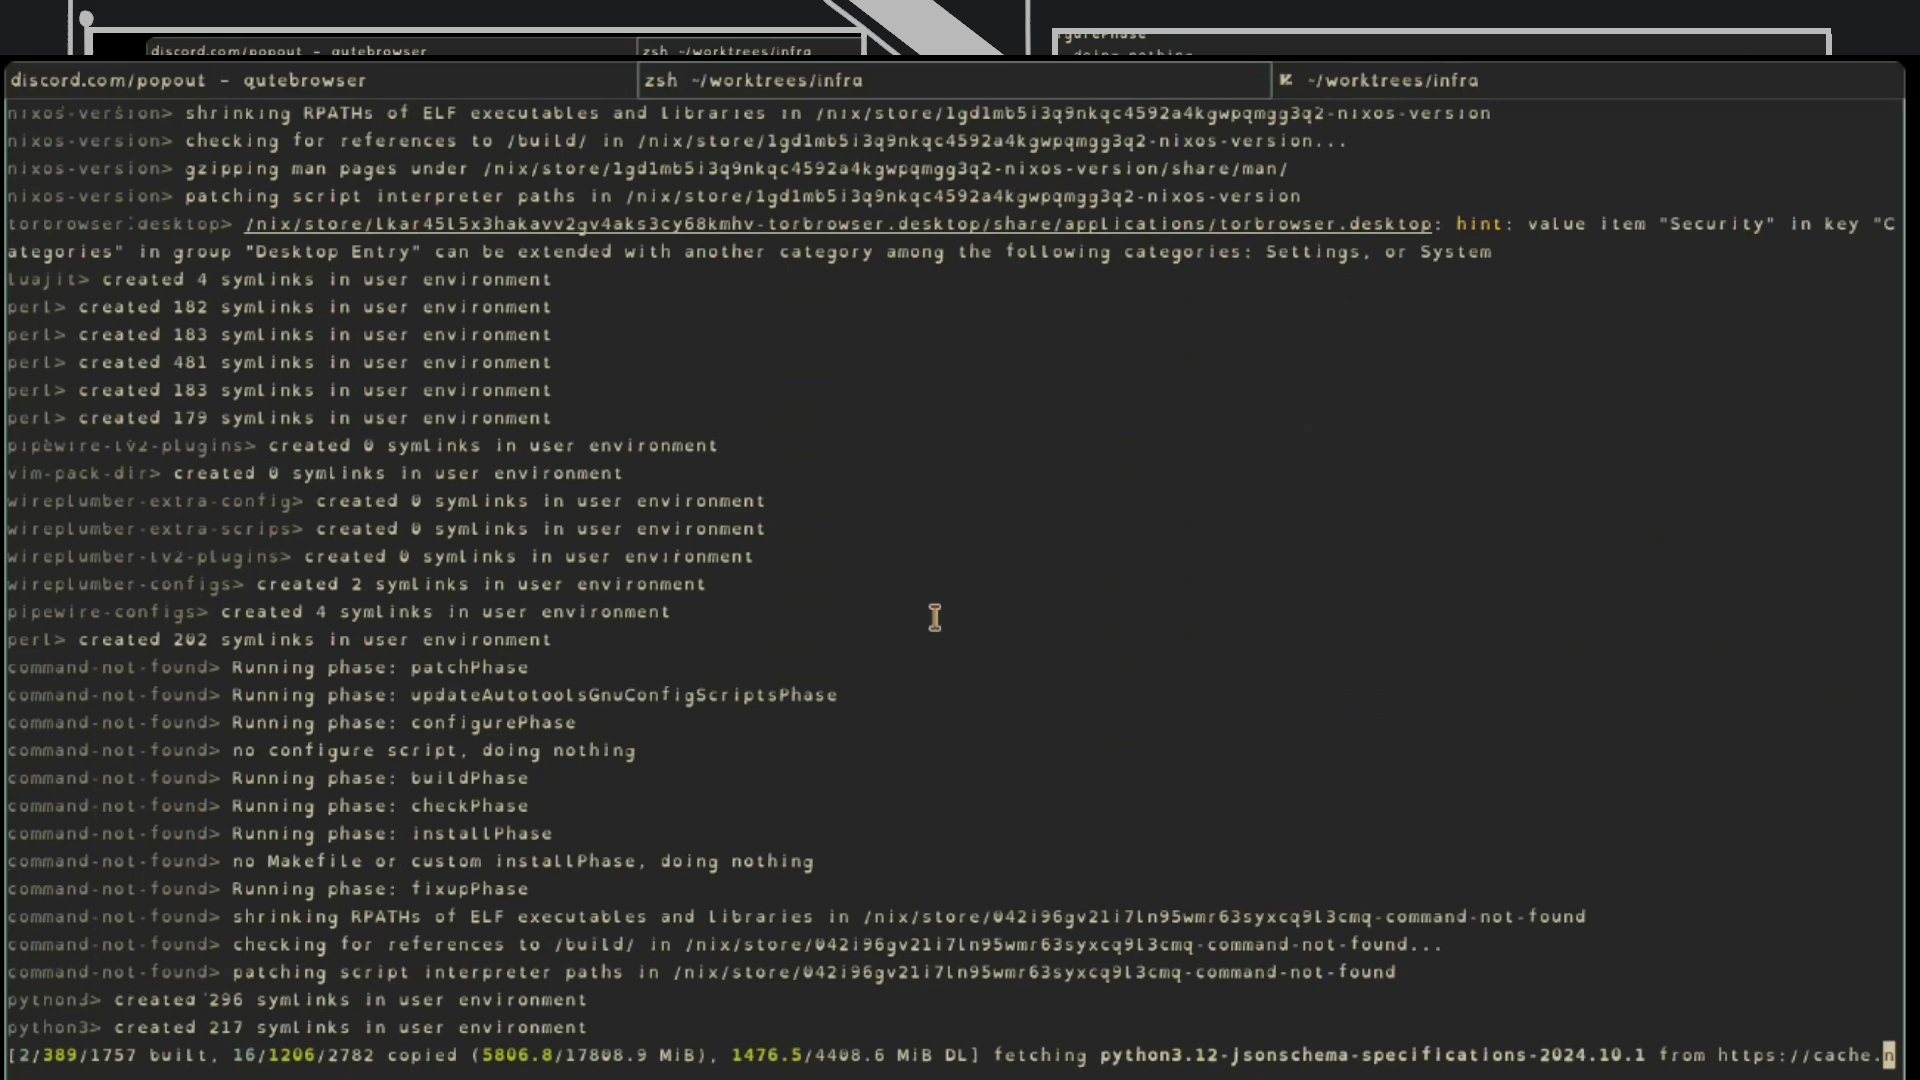 discord.com/popout - qutebrowser
zsh ~/worktrees/infra
gurePhase
doing nothing
discord.com/popout - qutebrowser
zsh ~/worktrees/infra
~/worktrees/infra
nixos-version> shrinking RPATHs of ELF executables and libraries in /nix/store/1gd1mb5i3q9nkqc4592a4kgwpqmgg3q2-nixos-version
nixos-version> checking for references to /build/ in /nix/store/1gd1mb5i3q9nkqc4592a4kgwpqmgg3q2-nixos-version...
nixos-version> gzipping man pages under /nix/store/1gd1mb5i3q9nkqc4592a4kgwpqmgg3q2-nixos-version/share/man/
nixos-version> patching script interpreter paths in /nix/store/1gd1mb5i3q9nkqc4592a4kgwpqmgg3q2-nixos-version
torbrowser.desktop> /nix/store/lkar45l5x3hakavv2gv4aks3cy68kmhv-torbrowser.desktop/share/applications/torbrowser.desktop: hint: value item "Security" in key "C
ategories" in group "Desktop Entry" can be extended with another category among the following categories: Settings, or System
luajit> created 4 symlinks in user environment
perl> created 182 symlinks in user environment
perl> created 183 symlinks in user environment
perl> created 481 symlinks in user environment
perl> created 183 symlinks in user environment
perl> created 179 symlinks in user environment
pipewire-lv2-plugins> created 0 symlinks in user environment
vim-pack-dir> created 0 symlinks in user environment
wireplumber-extra-config> created 0 symlinks in user environment
wireplumber-extra-scrips> created 0 symlinks in user environment
wireplumber-lv2-plugins> created 0 symlinks in user environment
wireplumber-configs> created 2 symlinks in user environment
pipewire-configs> created 4 symlinks in user environment
perl> created 202 symlinks in user environment
command-not-found> Running phase: patchPhase
command-not-found> Running phase: updateAutotoolsGnuConfigScriptsPhase
command-not-found> Running phase: configurePhase
command-not-found> no configure script, doing nothing
command-not-found> Running phase: buildPhase
command-not-found> Running phase: checkPhase
command-not-found> Running phase: installPhase
command-not-found> no Makefile or custom installPhase, doing nothing
command-not-found> Running phase: fixupPhase
command-not-found> shrinking RPATHs of ELF executables and libraries in /nix/store/042i96gv21i7ln95wmr63syxcq9l3cmq-command-not-found
command-not-found> checking for references to /build/ in /nix/store/042i96gv21i7ln95wmr63syxcq9l3cmq-command-not-found...
command-not-found> patching script interpreter paths in /nix/store/042i96gv21i7ln95wmr63syxcq9l3cmq-command-not-found
python3> created 296 symlinks in user environment
python3> created 217 symlinks in user environment
[2/389/1757 built, 16/1206/2782 copied (5806.8/17808.9 MiB), 1476.5/4408.6 MiB DL] fetching python3.12-jsonschema-specifications-2024.10.1 from https://cache.n